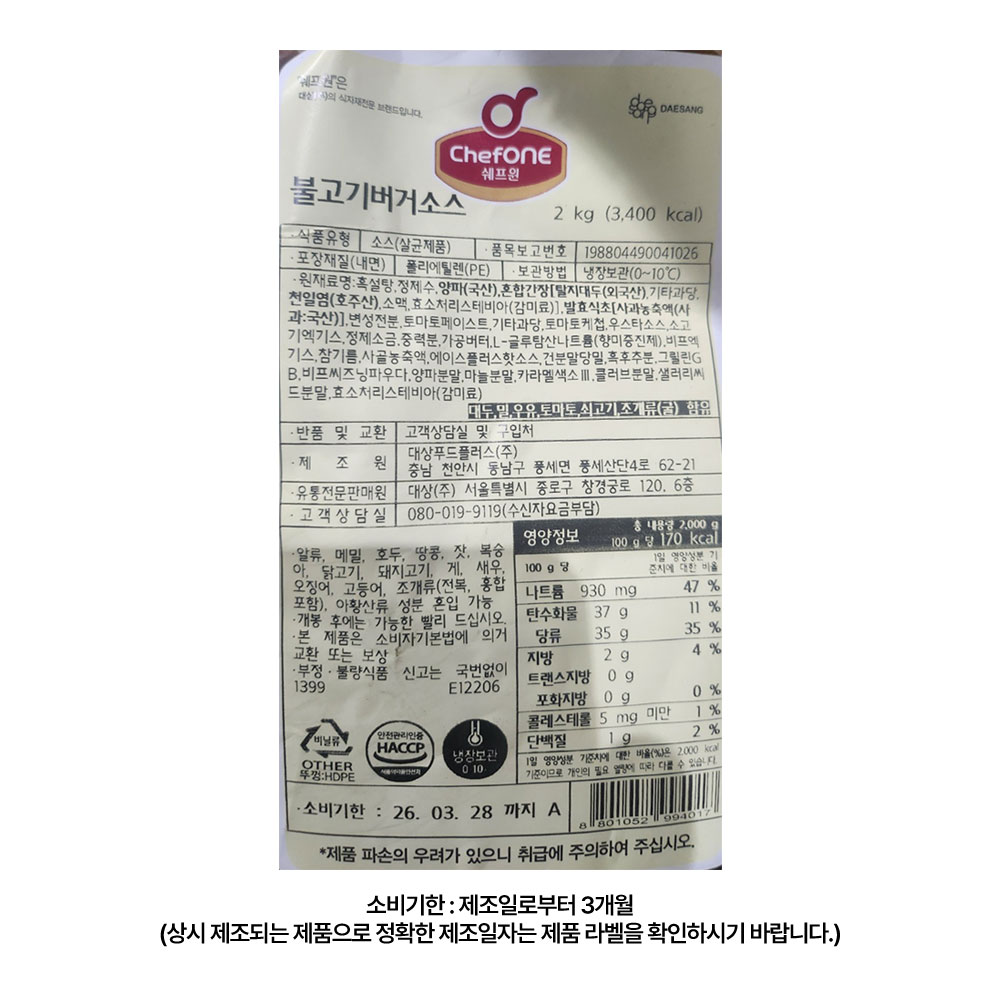 "쉐프원"은
대상(주)의 식자재전문 브랜드입니다.
daesang DAESANG
ChefONE
쉐프원
불고기버거소스
2 kg (3,400 kcal)
·식품유형 소스(살균제품) ·품목보고번호 198804490041026
·포장재질(내면) 폴리에틸렌(PE) ·보관방법 냉장보관(0~10℃)
·원재료명:흑설탕,정제수,양파(국산),혼합간장[탈지대두(외국산),기타과당,
천일염(호주산),소맥,효소처리스테비아(감미료)],발효식초[사과농축액(사
과:국산)],변성전분,토마토페이스트,기타과당,토마토케첩,우스타소스,소고
기엑기스,정제소금,중력분,가공버터,L-글루탐산나트륨(향미증진제),비프엑
기스,참기름,사골농축액,에이스플러스핫소스,건분말당밀,흑후추분,그릴린G
B,비프씨즈닝파우다,양파분말,마늘분말,카라멜색소Ⅲ,클러브분말,샐러리씨
드분말,효소처리스테비아(감미료)
대두,밀,우유,토마토,쇠고기,조개류(굴) 함유
·반품 및 교환 고객상담실 및 구입처
·제 조 원 대상푸드플러스(주)
충남 천안시 동남구 풍세면 풍세산단4로 62-21
·유통전문판매원 대상(주) 서울특별시 종로구 창경궁로 120, 6층
·고객상담실 080-019-9119(수신자요금부담)
·알류, 메밀, 호두, 땅콩, 잣, 복숭
아, 닭고기, 돼지고기, 게, 새우,
오징어, 고등어, 조개류(전복, 홍합
포함), 아황산류 성분 혼입 가능
·개봉 후에는 가능한 빨리 드십시오.
·본 제품은 소비자기본법에 의거
교환 또는 보상
·부정·불량식품 신고는 국번없이
1399 E12206
영양정보 총 내용량 2,000 g
100 g 당 170 kcal
100 g 당 1일 영양성분 기
준치에 대한 비율
나트륨 930 mg 47 %
탄수화물 37 g 11 %
당류 35 g 35 %
지방 2 g 4 %
트랜스지방 0 g
포화지방 0 g 0 %
콜레스테롤 5 mg 미만 1 %
단백질 1 g 2 %
1일 영양성분 기준치에 대한 비율(%)은 2,000 kcal
기준이므로 개인의 필요 열량에 따라 다를 수 있습니다.
비닐류
OTHER
뚜껑:HDPE
안전관리인증
HACCP
식품의약품안전처
냉장보관
0 10
·소비기한 : 26. 03. 28 까지 A
8 801052 994017
*제품 파손의 우려가 있으니 취급에 주의하여 주십시오.
소비기한 : 제조일로부터 3개월
(상시 제조되는 제품으로 정확한 제조일자는 제품 라벨을 확인하시기 바랍니다.)